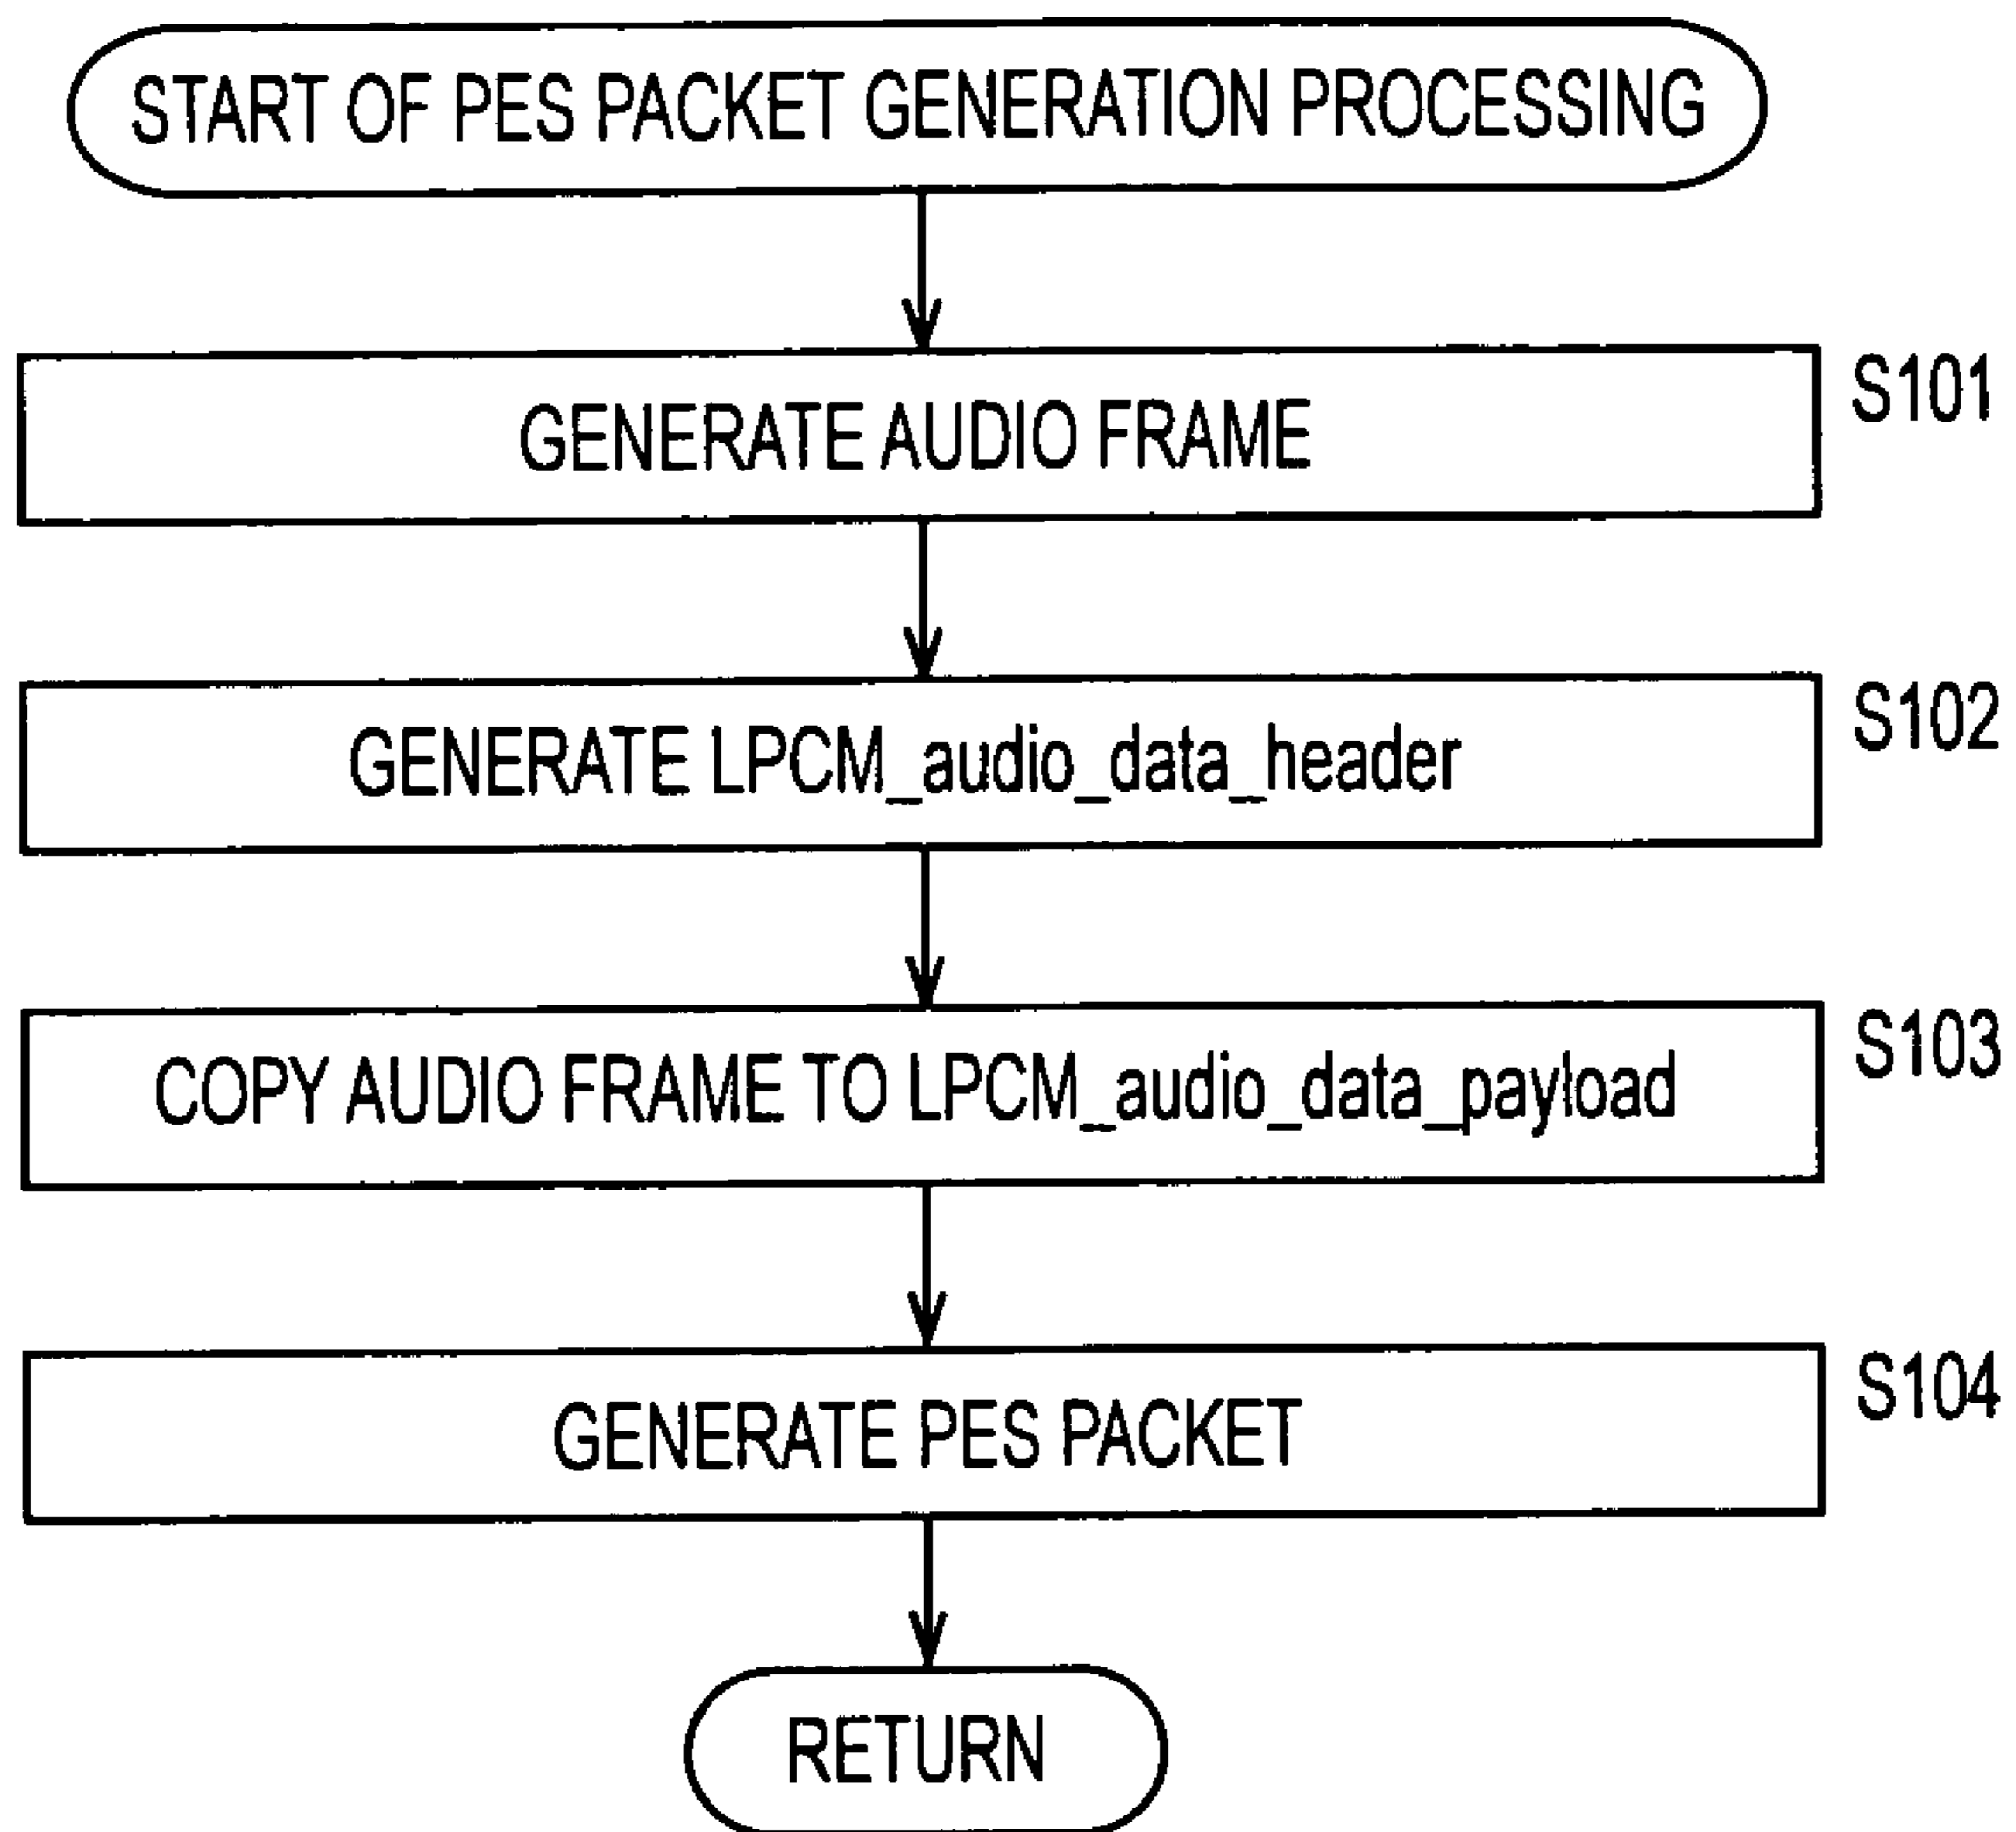 START OF PES PACKET GENERATION PROCESSING
GENERATE AUDIO FRAME
S101
GENERATE LPCM_audio_data_header
S102
COPY AUDIO FRAME TO LPCM_audio_data_payload
S103
GENERATE PES PACKET
S104
RETURN